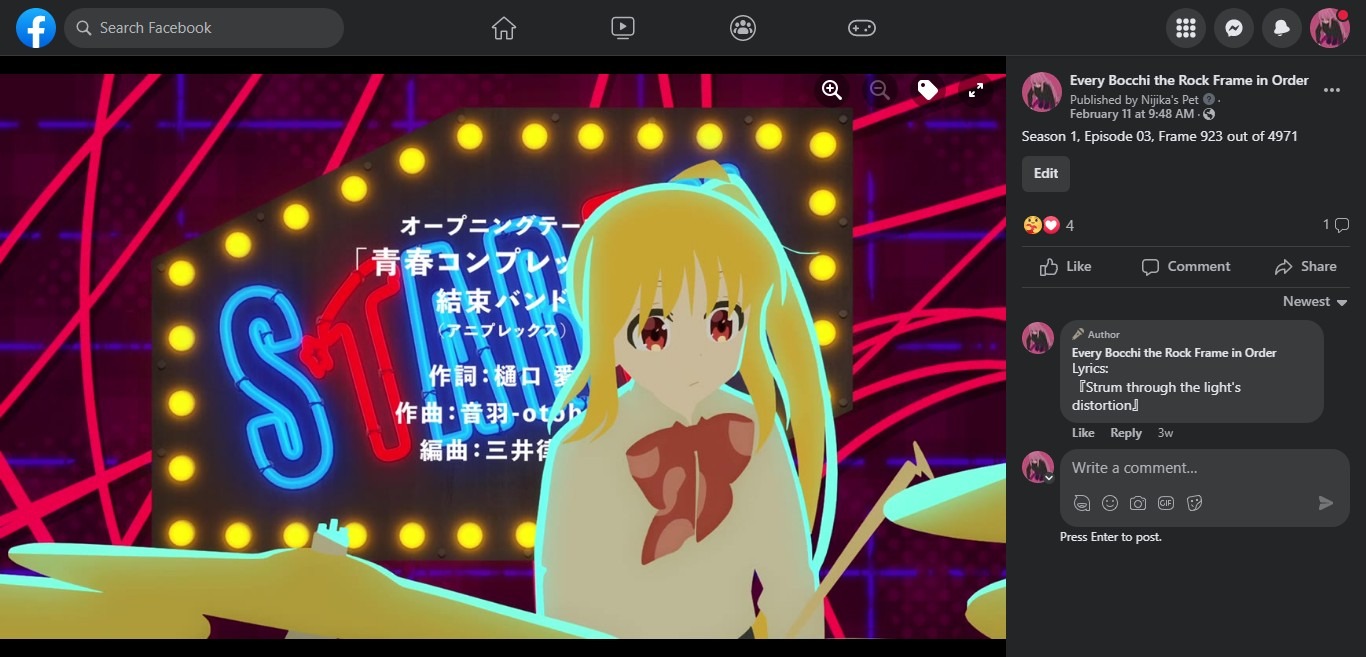 Search Facebook
オープニングテー
「青春コンプレッ
結束バンド
（アニプレックス）
作詞：樋口 愛
作曲：音羽-otoh
編曲：三井律
Every Bocchi the Rock Frame in Order
Published by Nijika's Pet ·
February 11 at 9:48 AM ·
Season 1, Episode 03, Frame 923 out of 4971
Edit
4
1
Like
Comment
Share
Newest
Author
Every Bocchi the Rock Frame in Order
Lyrics:
『Strum through the light's
distortion』
Like Reply 3w
Write a comment…
GIF
Press Enter to post.